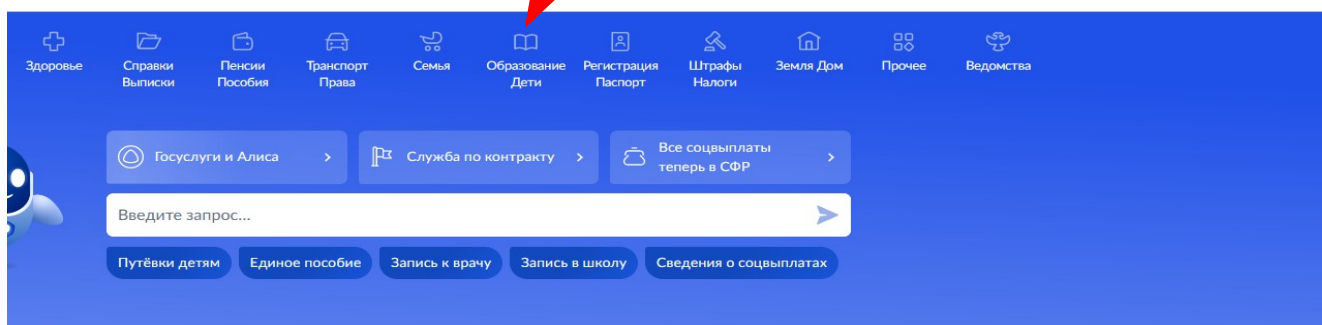 Здоровье
Справки
Выписки
Пенсии
Пособия
Транспорт
Права
Семья
Образование
Дети
Регистрация
Паспорт
Штрафы
Налоги
Земля Дом
Прочее
Ведомства
Госуслуги и Алиса
Служба по контракту
Все соцвыплаты
теперь в СФР
Введите запрос...
Путёвки детям
Единое пособие
Запись к врачу
Запись в школу
Сведения о соцвыплатах